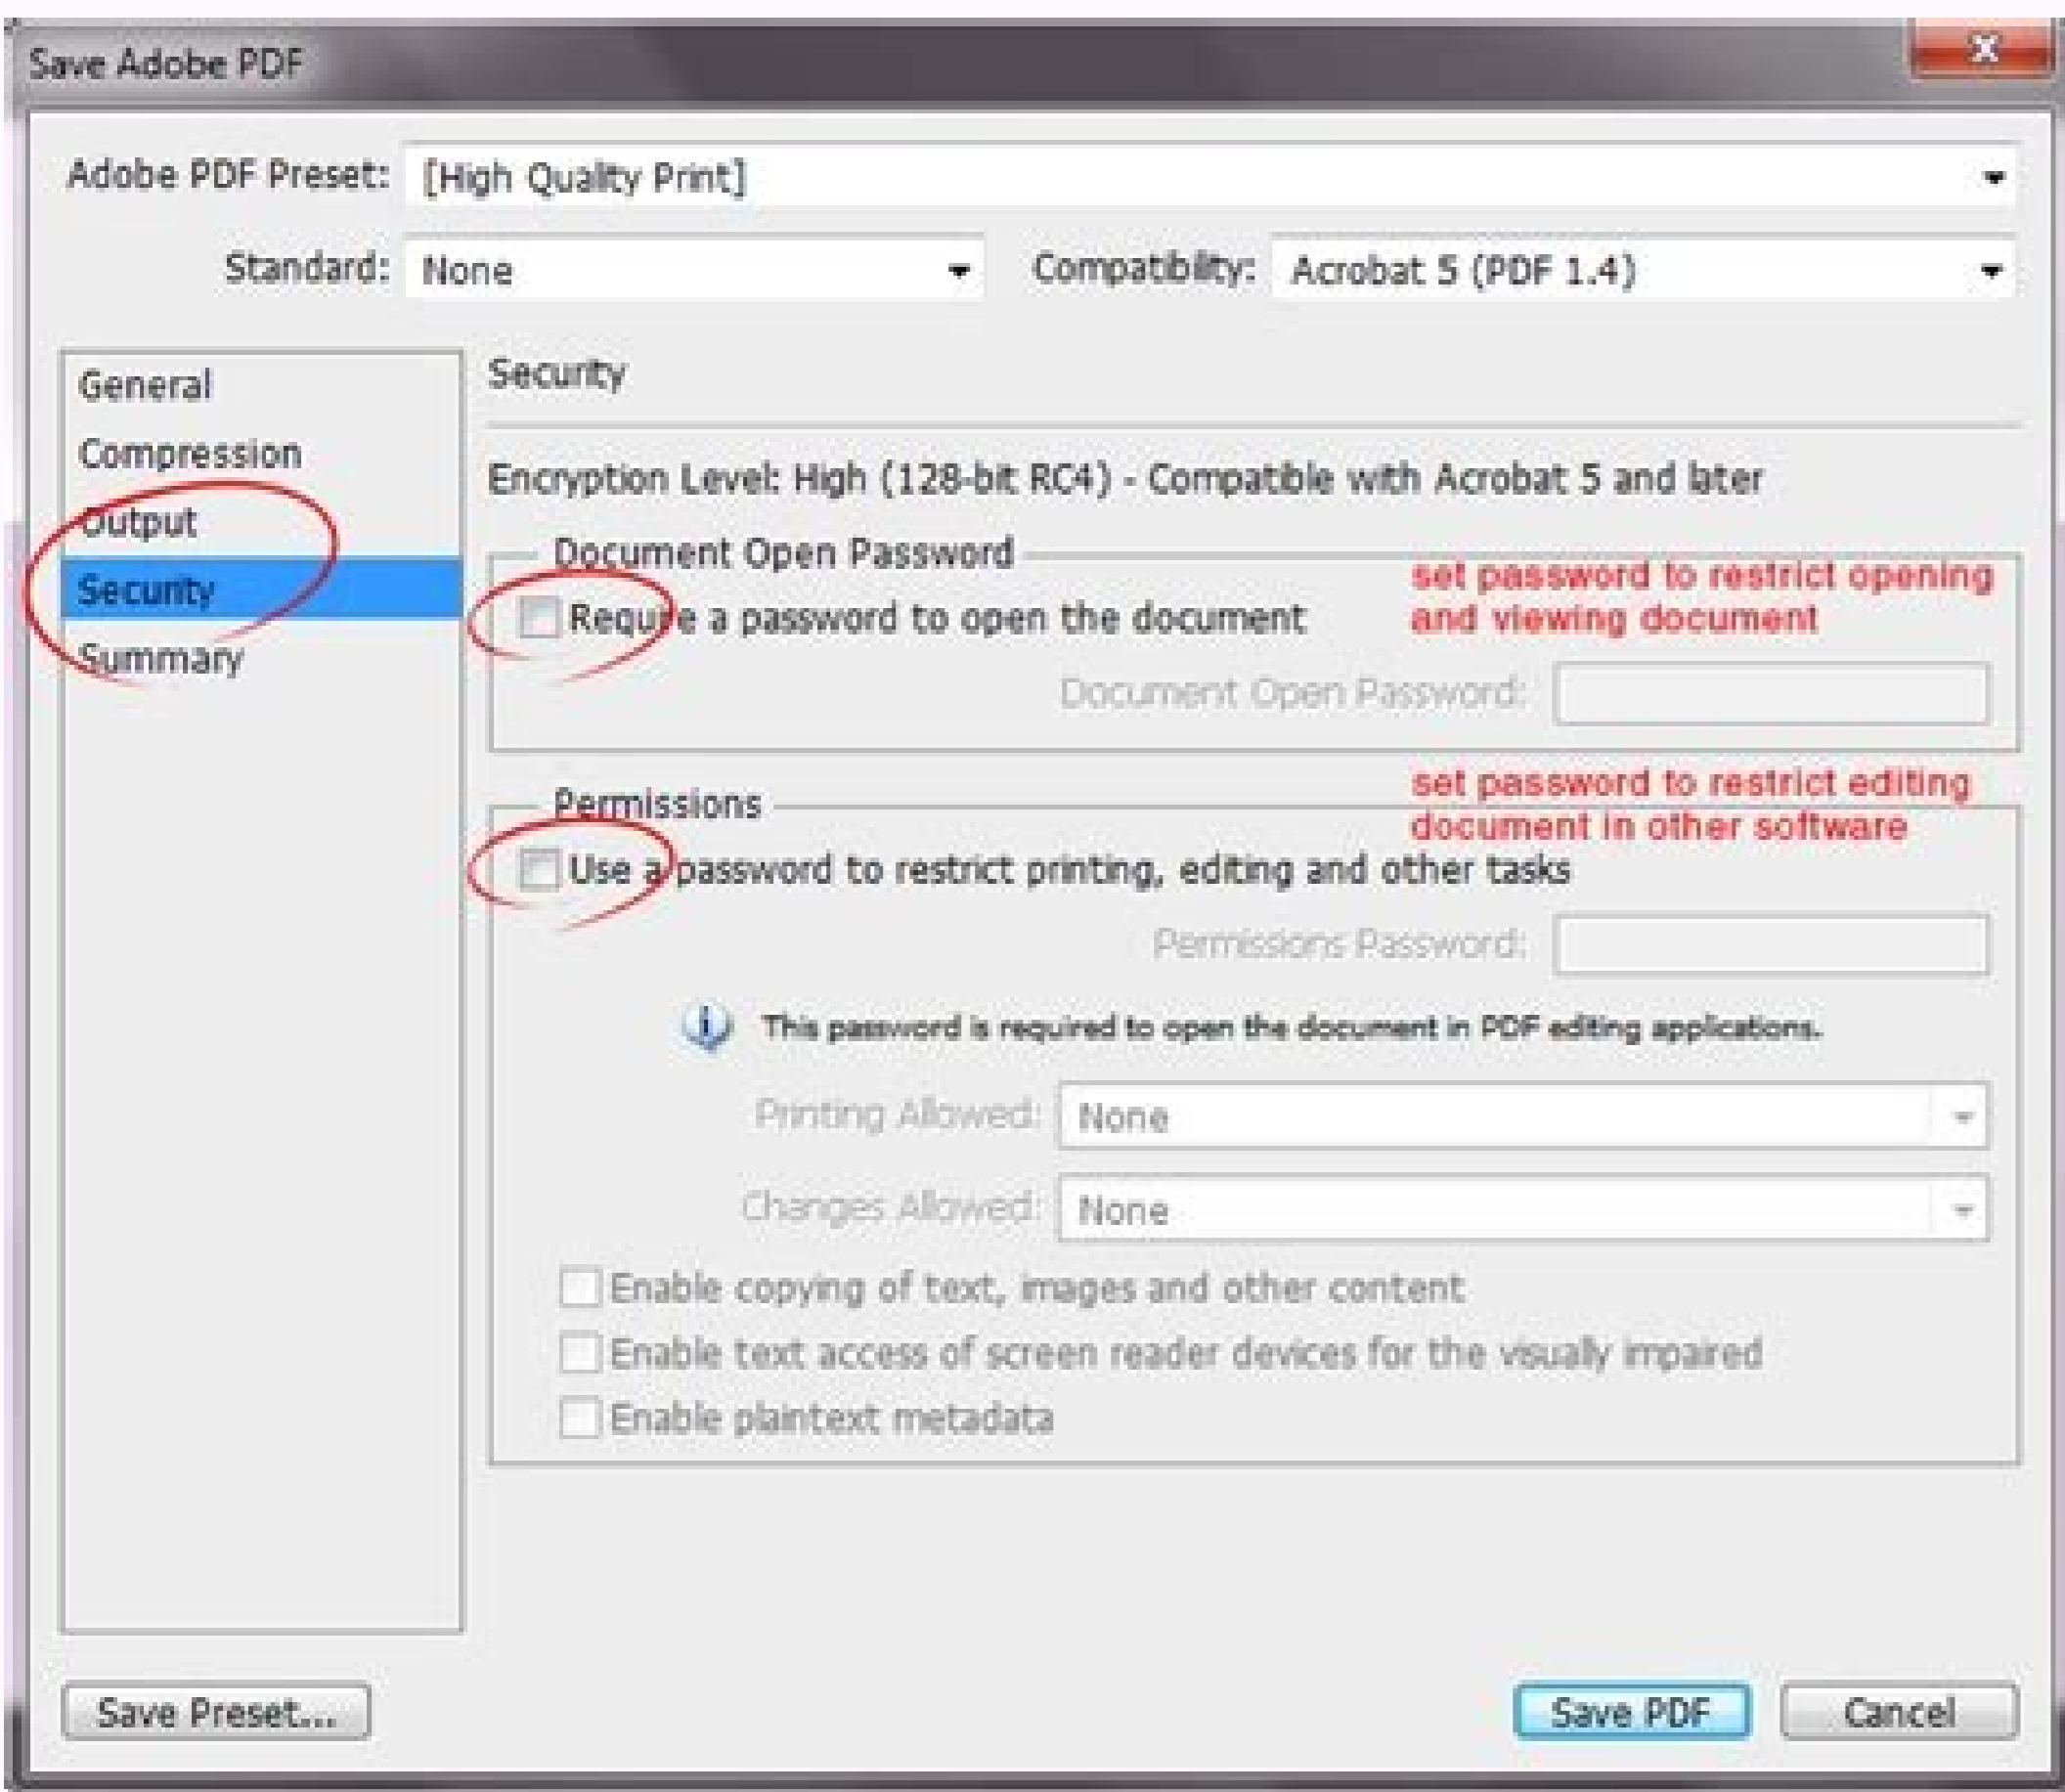 Save Adobe PDF
Adobe PDF Preset: [High Quality Print]
Standard: None Compatibility: Acrobat 5 (PDF 1.4)
General
Compression
Output
Security
Summary
Security
Encryption Level: High (128-bit RC4) - Compatible with Acrobat 5 and later
Document Open Password
set password to restrict opening
and viewing document
Require a password to open the document
Document Open Password:
set password to restrict editing
document in other software
Permissions
Use a password to restrict printing, editing and other tasks
Permissions Password:
This password is required to open the document in PDF editing applications.
Printing Allowed: None
Changes Allowed: None
Enable copying of text, images and other content
Enable text access of screen reader devices for the visually impaired
Enable plaintext metadata
Save Preset... Save PDF Cancel